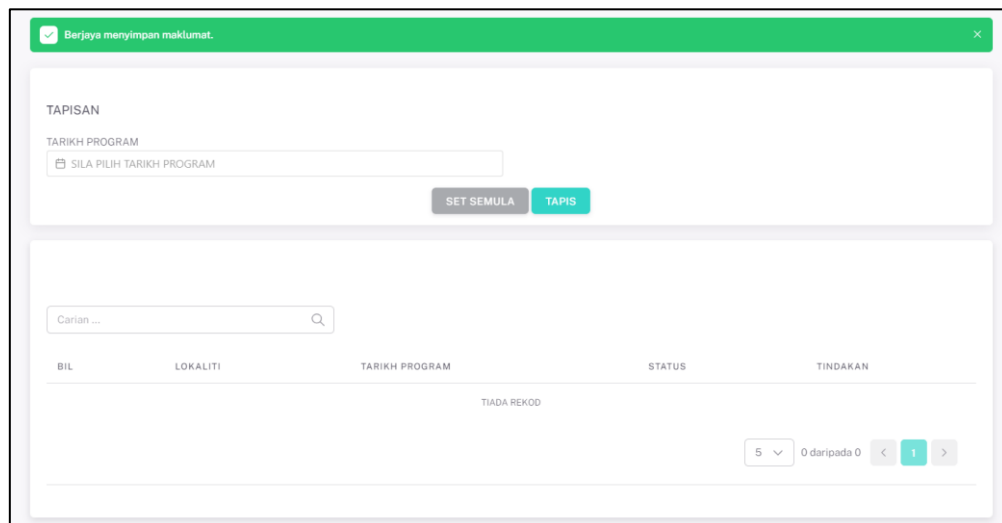 Berjaya menyimpan maklumat.
TAPISAN
TARIKH PROGRAM
SILA PILIH TARIKH PROGRAM
SET SEMULA TAPIS
Carian ...
BIL LOKALITI TARIKH PROGRAM STATUS TINDAKAN
TIADA REKOD
5 0 daripada 0 < 1 >